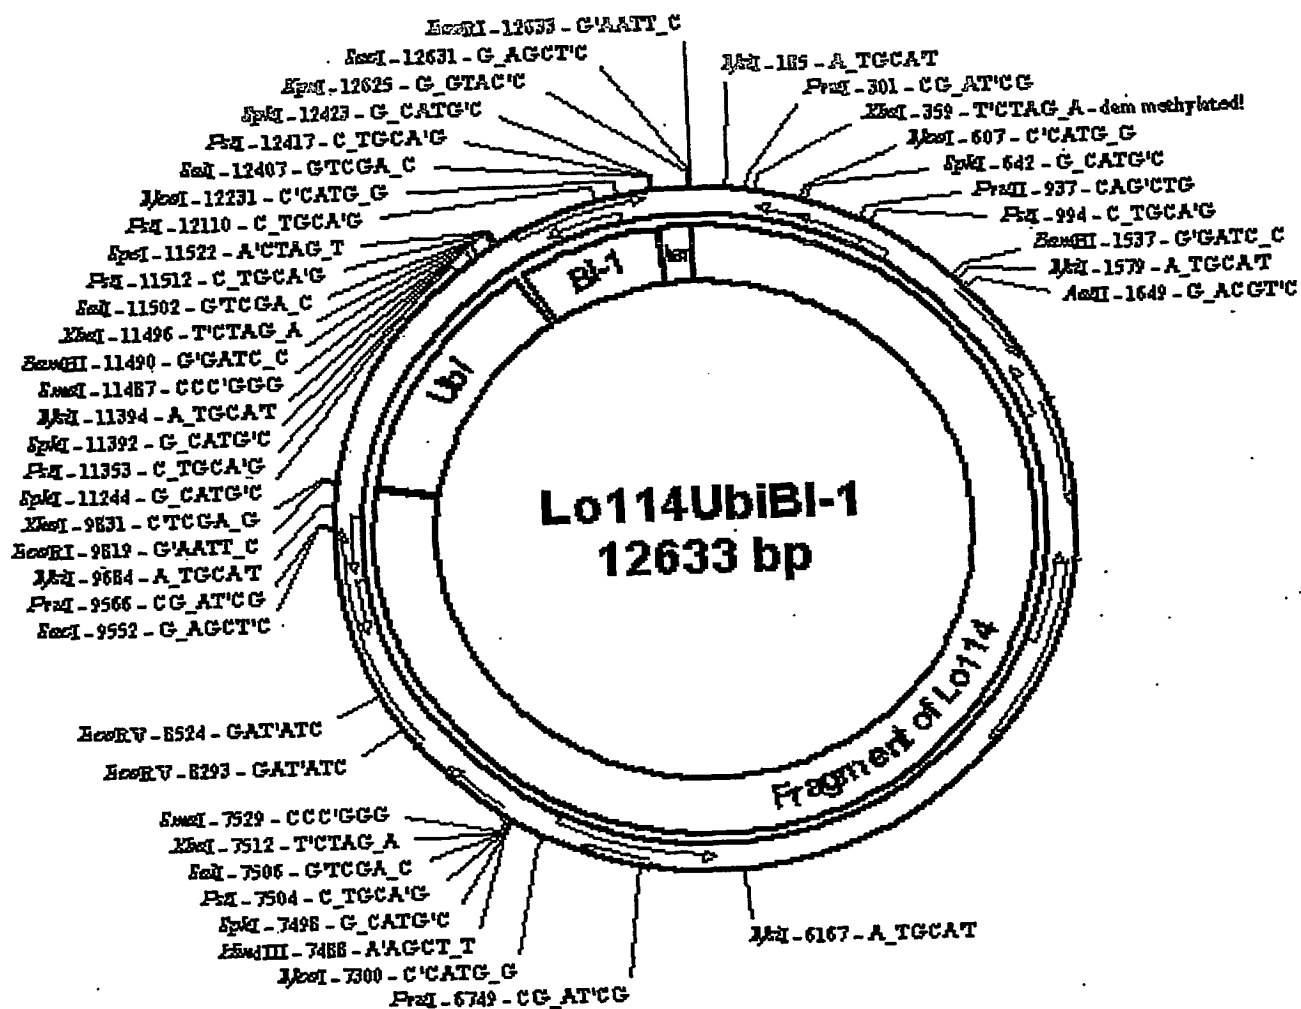 EcoRI - 12633 - G'AATT_C
SacI - 12631 - G_AGCT'C
KpnI - 12625 - G_GTAC'C
SphI - 12423 - G_CATG'C
PstI - 12417 - C_TGCA'G
SalI - 12407 - G'TCGA_C
NcoI - 12231 - C'CATG_G
PstI - 12110 - C_TGCA'G
SpeI - 11522 - A'CTAG_T
PstI - 11512 - C_TGCA'G
SalI - 11502 - G'TCGA_C
XbaI - 11496 - T'CTAG_A
BamHI - 11490 - G'GATC_C
SmaI - 11487 - CCC'GGG
NsiI - 11394 - A_TGCA'T
SphI - 11392 - G_CATG'C
PstI - 11353 - C_TGCA'G
SphI - 11244 - G_CATG'C
XhoI - 9831 - C'TCGA_G
EcoRI - 9819 - G'AATT_C
NsiI - 9684 - A_TGCA'T
PvuI - 9566 - CG_AT'CG
SacI - 9552 - G_AGCT'C
EcoRV - 8524 - GAT'ATC
EcoRV - 8293 - GAT'ATC
SmaI - 7529 - CCC'GGG
XbaI - 7512 - T'CTAG_A
SalI - 7506 - G'TCGA_C
PstI - 7504 - C_TGCA'G
SphI - 7498 - G_CATG'C
HindIII - 7488 - A'AGCT_T
NcoI - 7300 - C'CATG_G
PvuI - 6749 - CG_AT'CG
NsiI - 6167 - A_TGCA'T
NsiI - 185 - A_TGCA'T
PvuI - 301 - CG_AT'CG
XbaI - 359 - T'CTAG_A - dam methylated!
NcoI - 607 - C'CATG_G
SphI - 642 - G_CATG'C
PvuII - 937 - CAG'CTG
PstI - 994 - C_TGCA'G
BamHI - 1537 - G'GATC_C
NsiI - 1579 - A_TGCA'T
AatII - 1649 - G_ACGT'C
Ubi
BI-1
Lo114UbiBI-1
12633 bp
Fragment of Lo114